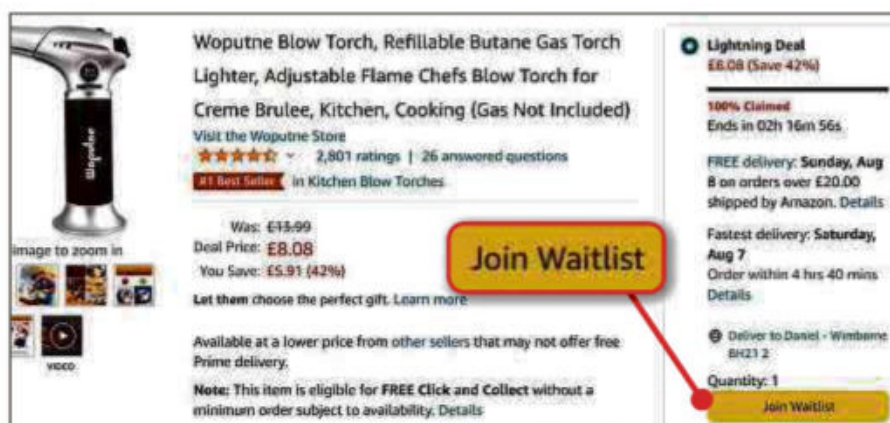 Woputne
image to zoom in
VIDEO
Woputne Blow Torch, Refillable Butane Gas Torch
Lighter, Adjustable Flame Chefs Blow Torch for
Creme Brulee, Kitchen, Cooking (Gas Not Included)
Visit the Woputne Store
2,801 ratings | 26 answered questions
#1 Best Seller in Kitchen Blow Torches
Was: £13.99
Deal Price: £8.08
You Save: £5.91 (42%)
Let them choose the perfect gift. Learn more
Available at a lower price from other sellers that may not offer free
Prime delivery.
Note: This item is eligible for FREE Click and Collect without a
minimum order subject to availability. Details
Join Waitlist
Lightning Deal
£8.08 (Save 42%)
100% Claimed
Ends in 02h 16m 56s
FREE delivery: Sunday, Aug
8 on orders over £20.00
shipped by Amazon. Details
Fastest delivery: Saturday,
Aug 7
Order within 4 hrs 40 mins
Details
Deliver to Daniel - Wimborne
BH21 2
Quantity: 1
Join Waitlist